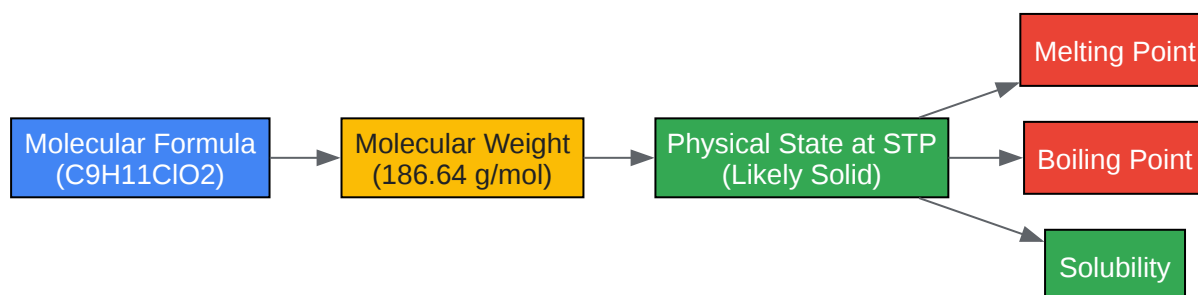 Molecular Formula
(C9H11ClO2)
Molecular Weight
(186.64 g/mol)
Physical State at STP
(Likely Solid)
Melting Point
Boiling Point
Solubility